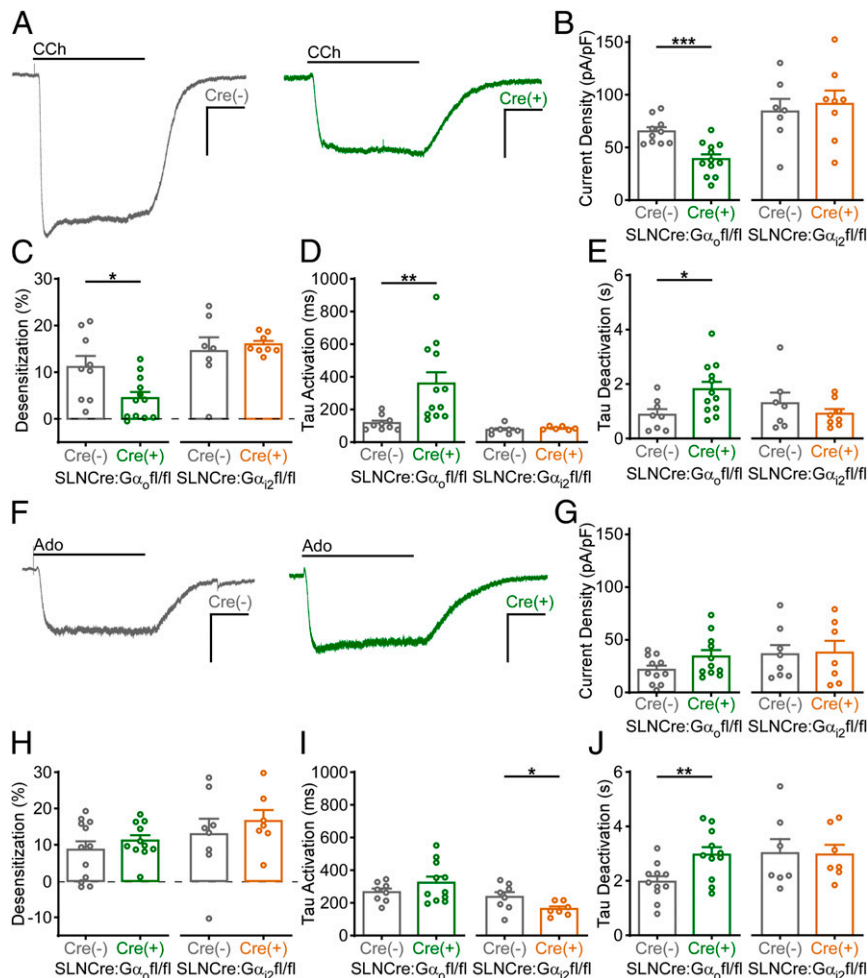 A
CCh
Cre(-)
CCh
Cre(+)
B
Current Density (pA/pF)
150
100
50
0
***
Cre(-) Cre(+) Cre(-) Cre(+)
SLNCre:Gαofl/fl SLNCre:Gαi2fl/fl
C
Desensitization (%)
30
20
10
0
*
Cre(-) Cre(+) Cre(-) Cre(+)
SLNCre:Gαofl/fl SLNCre:Gαi2fl/fl
D
Tau Activation (ms)
1000
800
600
400
200
0
**
Cre(-) Cre(+) Cre(-) Cre(+)
SLNCre:Gαofl/fl SLNCre:Gαi2fl/fl
E
Tau Deactivation (s)
6
4
2
0
*
Cre(-) Cre(+) Cre(-) Cre(+)
SLNCre:Gαofl/fl SLNCre:Gαi2fl/fl
F
Ado
Cre(-)
Ado
Cre(+)
G
Current Density (pA/pF)
150
100
50
0
Cre(-) Cre(+) Cre(-) Cre(+)
SLNCre:Gαofl/fl SLNCre:Gαi2fl/fl
H
Desensitization (%)
30
20
10
0
-10
Cre(-) Cre(+) Cre(-) Cre(+)
SLNCre:Gαofl/fl SLNCre:Gαi2fl/fl
I
Tau Activation (ms)
1000
800
600
400
200
0
*
Cre(-) Cre(+) Cre(-) Cre(+)
SLNCre:Gαofl/fl SLNCre:Gαi2fl/fl
J
Tau Deactivation (s)
6
4
2
0
**
Cre(-) Cre(+) Cre(-) Cre(+)
SLNCre:Gαofl/fl SLNCre:Gαi2fl/fl